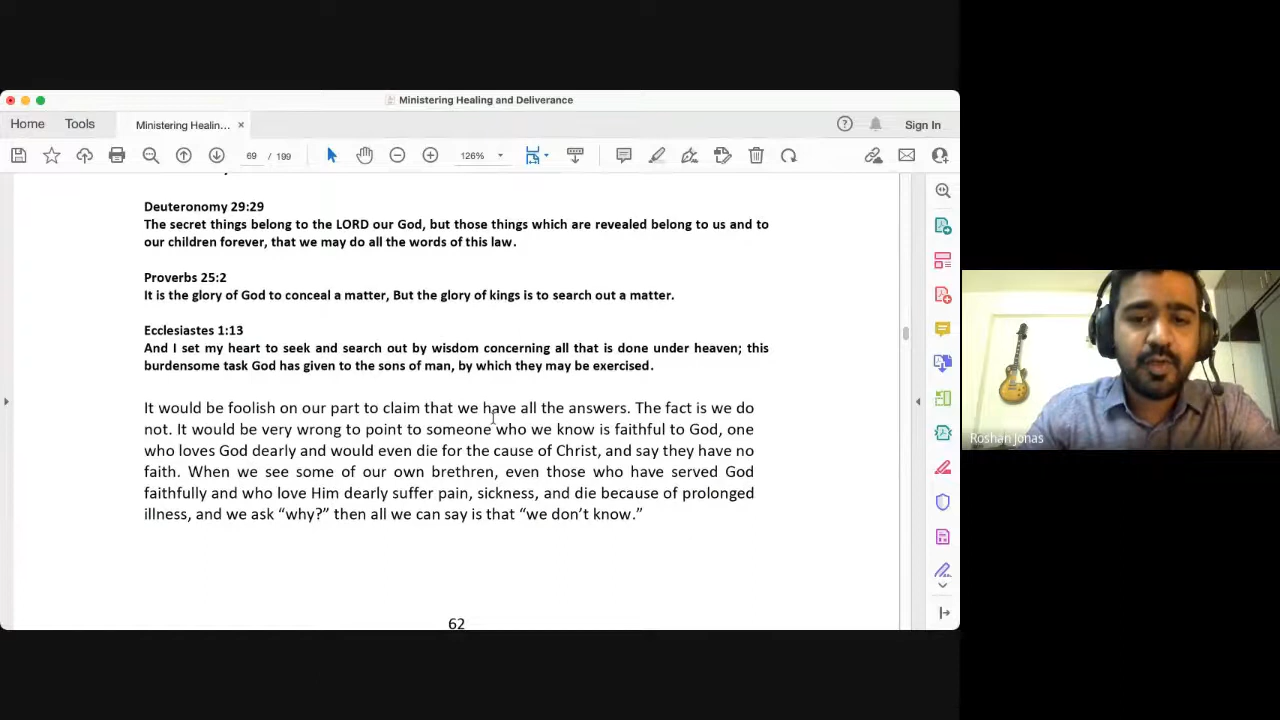 Ministering Healing and Deliverance
Home Tools Ministering Healin... × Sign In
69 / 199 126%
Deuteronomy 29:29
The secret things belong to the LORD our God, but those things which are revealed belong to us and to
our children forever, that we may do all the words of this law.
Proverbs 25:2
It is the glory of God to conceal a matter, But the glory of kings is to search out a matter.
Ecclesiastes 1:13
And I set my heart to seek and search out by wisdom concerning all that is done under heaven; this
burdensome task God has given to the sons of man, by which they may be exercised.
It would be foolish on our part to claim that we have all the answers. The fact is we do
not. It would be very wrong to point to someone who we know is faithful to God, one
who loves God dearly and would even die for the cause of Christ, and say they have no
faith. When we see some of our own brethren, even those who have served God
faithfully and who love Him dearly suffer pain, sickness, and die because of prolonged
illness, and we ask “why?” then all we can say is that “we don’t know.”
62
Roshan Jonas